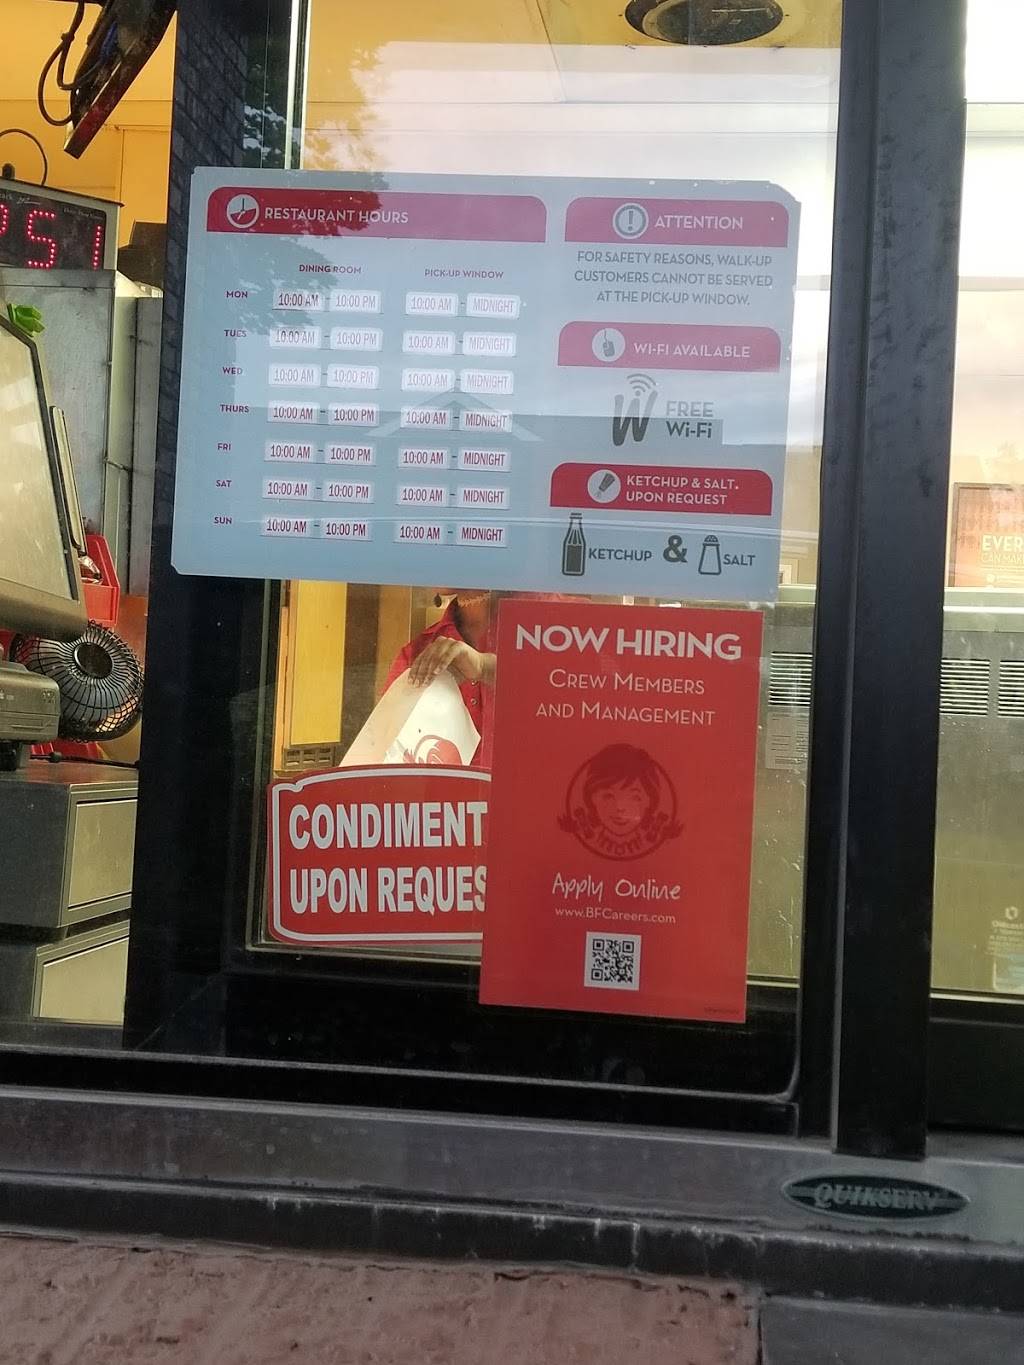 RESTAURANT HOURS
DINING ROOM PICK-UP WINDOW
MON 10:00 AM - 10:00 PM 10:00 AM - MIDNIGHT
TUES 10:00 AM - 10:00 PM 10:00 AM - MIDNIGHT
WED 10:00 AM - 10:00 PM 10:00 AM - MIDNIGHT
THURS 10:00 AM - 10:00 PM 10:00 AM - MIDNIGHT
FRI 10:00 AM - 10:00 PM 10:00 AM - MIDNIGHT
SAT 10:00 AM - 10:00 PM 10:00 AM - MIDNIGHT
SUN 10:00 AM - 10:00 PM 10:00 AM - MIDNIGHT
ATTENTION
FOR SAFETY REASONS, WALK-UP
CUSTOMERS CANNOT BE SERVED
AT THE PICK-UP WINDOW.
WI-FI AVAILABLE
FREE
Wi-Fi
KETCHUP & SALT.
UPON REQUEST
KETCHUP & SALT
NOW HIRING
CREW MEMBERS
AND MANAGEMENT
Apply Online
www.BFCareers.com
CONDIMENT
UPON REQUES
51
EVER
CAN MAK
QUIKSERV